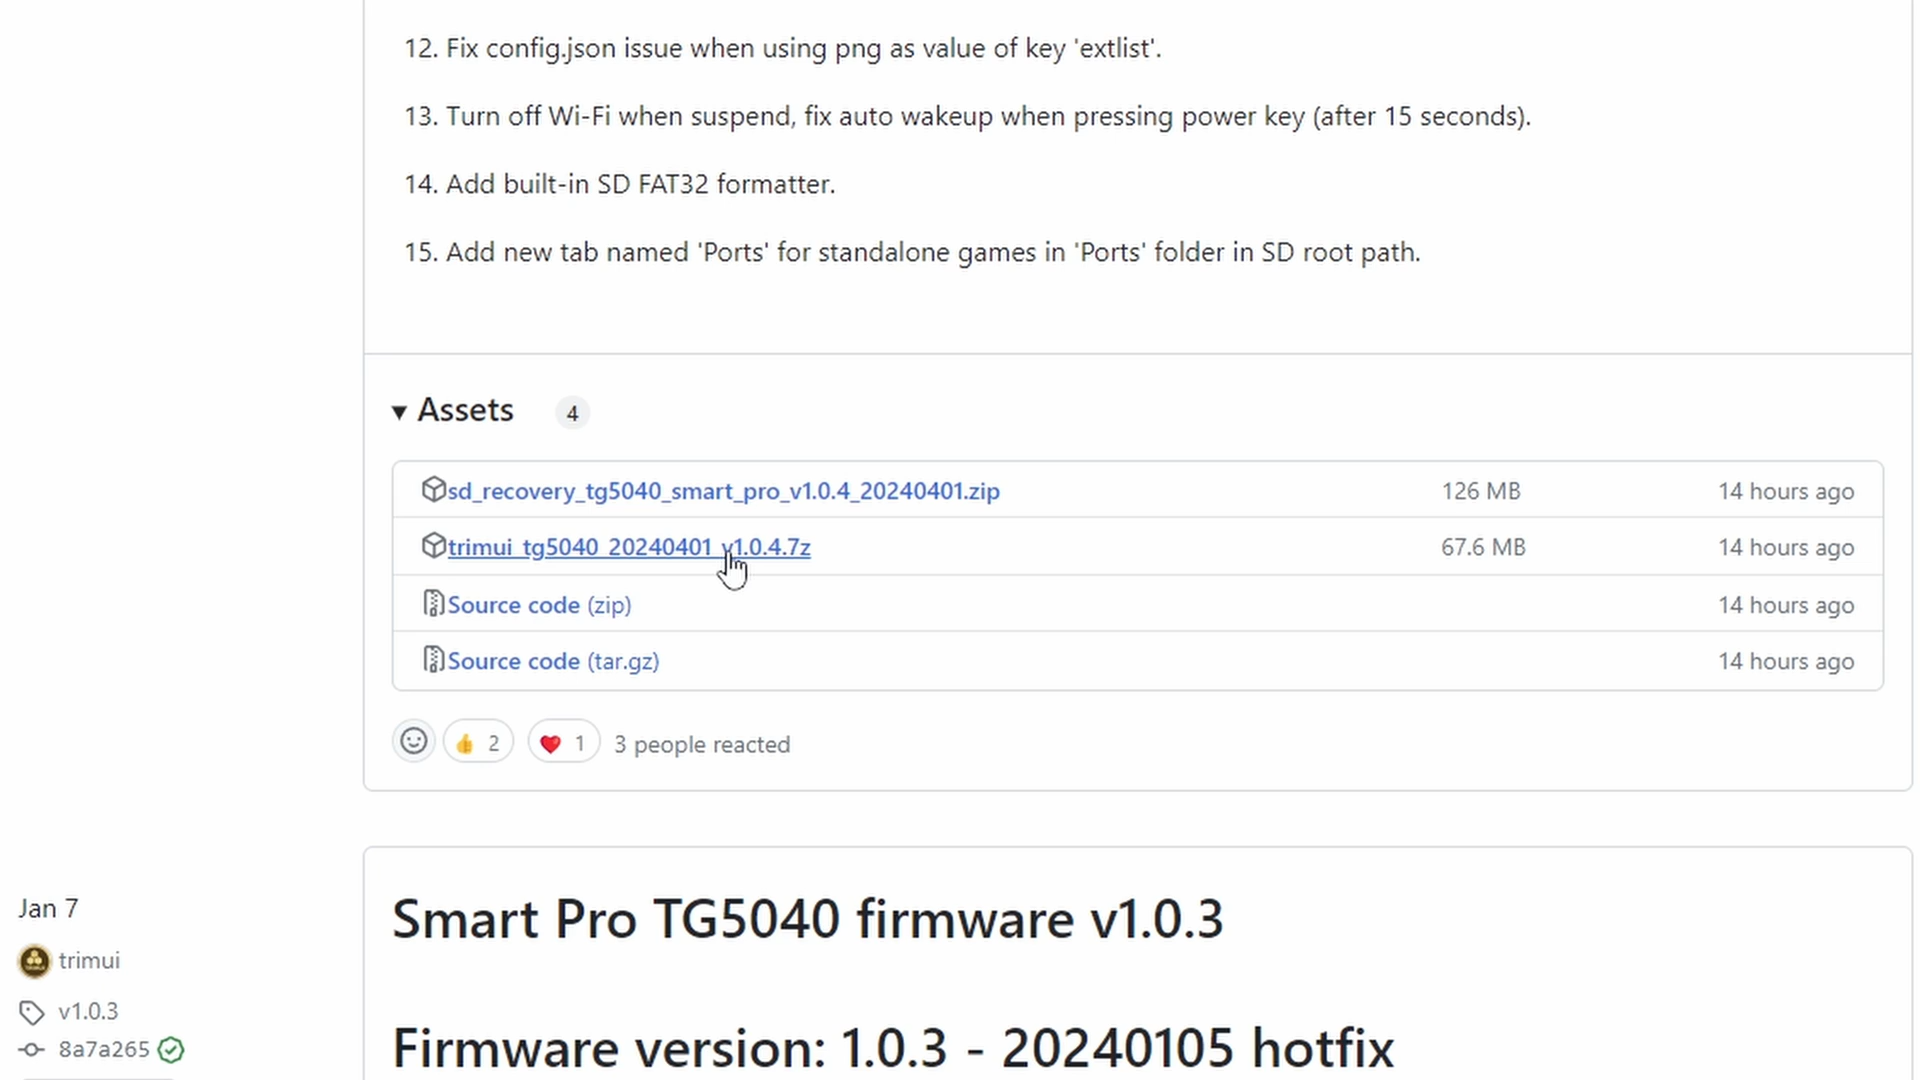 12. Fix config.json issue when using png as value of key 'extlist'.
13. Turn off Wi-Fi when suspend, fix auto wakeup when pressing power key (after 15 seconds).
14. Add built-in SD FAT32 formatter.
15. Add new tab named 'Ports' for standalone games in 'Ports' folder in SD root path.
Assets 4
sd_recovery_tg5040_smart_pro_v1.0.4_20240401.zip 126 MB 14 hours ago
trimui_tg5040_20240401_v1.0.4.7z 67.6 MB 14 hours ago
Source code (zip) 14 hours ago
Source code (tar.gz) 14 hours ago
👍 2 ❤️ 1 3 people reacted
Jan 7
trimui
v1.0.3
8a7a265
Smart Pro TG5040 firmware v1.0.3
Firmware version: 1.0.3 - 20240105 hotfix